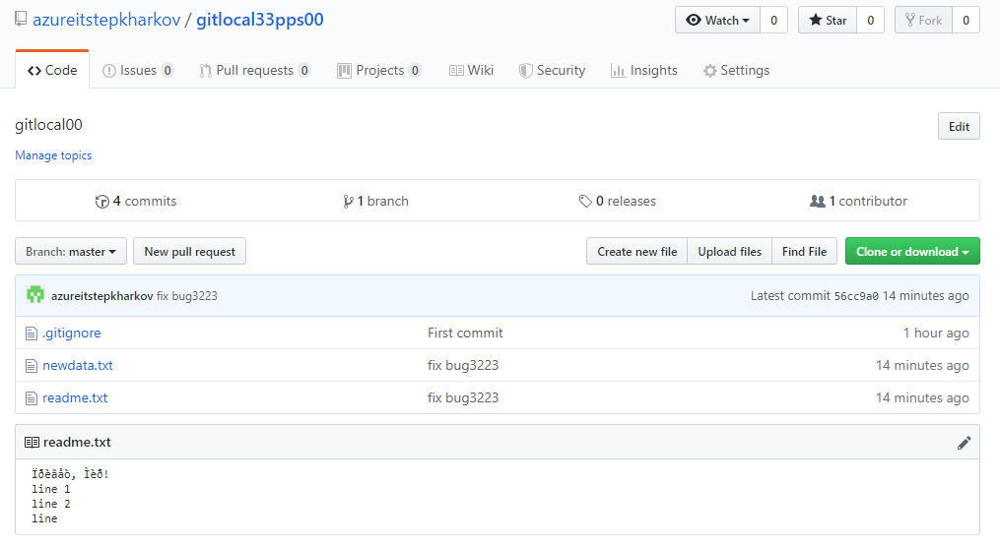 azureitstepkharkov / gitlocal33pps00
Watch 0 Star 0 Fork 0
Code Issues 0 Pull requests 0 Projects 0 Wiki Security Insights Settings
gitlocal00
Edit
Manage topics
4 commits 1 branch 0 releases 1 contributor
Branch: master New pull request Create new file Upload files Find File Clone or download
azureitstepkharkov fix bug3223 Latest commit 56cc9a0 14 minutes ago
.gitignore First commit 1 hour ago
newdata.txt fix bug3223 14 minutes ago
readme.txt fix bug3223 14 minutes ago
readme.txt
Ïðèâåò, Ìèð!
line 1
line 2
line